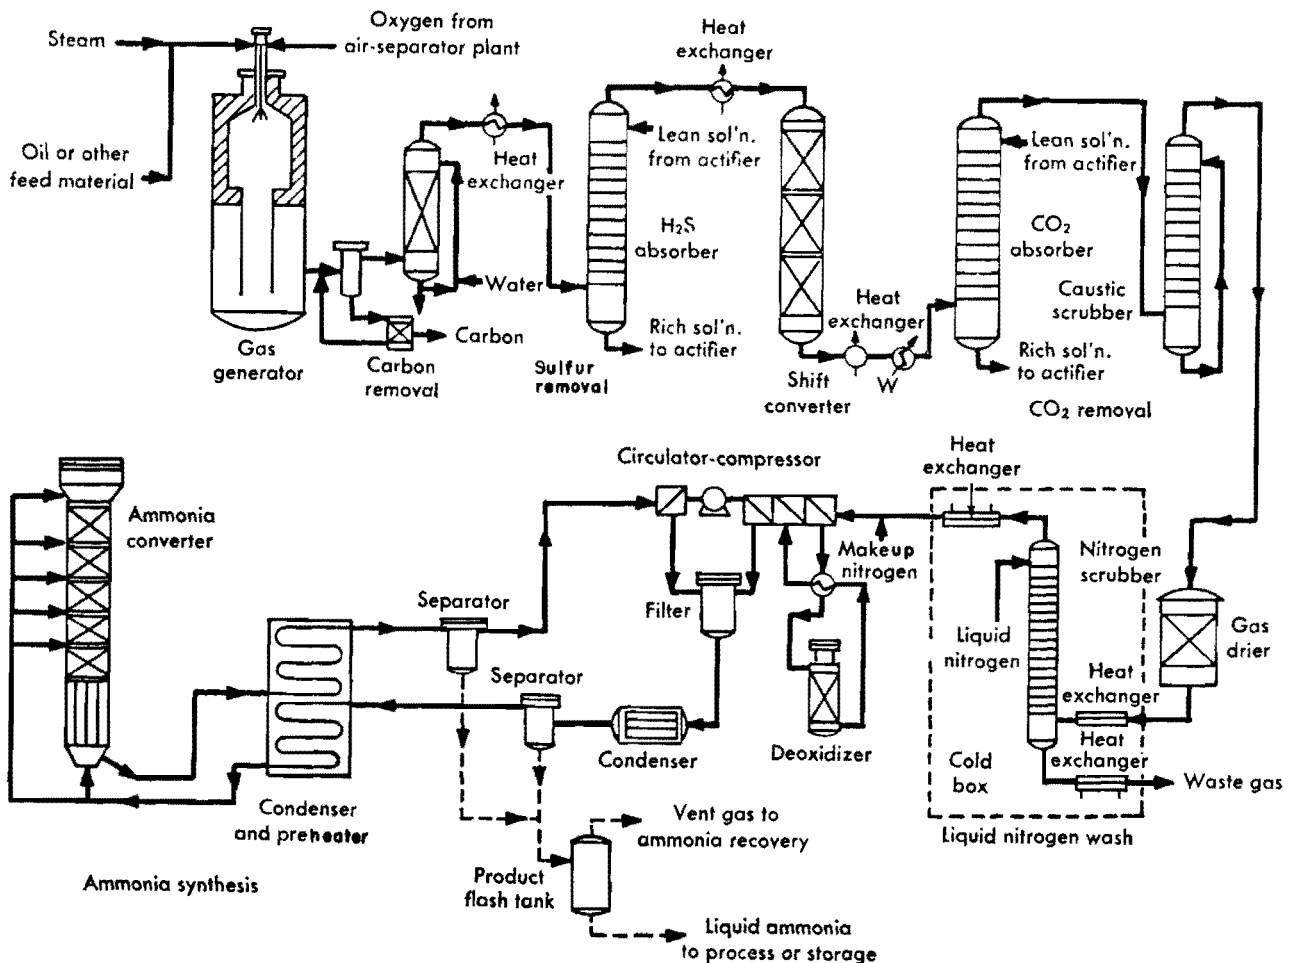 Steam
Oxygen from
air-separator plant
Oil or other
feed material
Gas
generator
Heat
exchanger
Water
Carbon
Carbon
removal
Heat
exchanger
Lean sol'n.
from actifier
H₂S
absorber
Rich sol'n.
to actifier
Sulfur
removal
Shift
converter
Heat
exchanger
W
Lean sol'n.
from actifier
CO₂
absorber
Caustic
scrubber
Rich sol'n.
to actifier
CO₂ removal
Ammonia
converter
Condenser
and preheater
Ammonia synthesis
Separator
Separator
Circulator-compressor
Filter
Condenser
Deoxidizer
Makeup
nitrogen
Heat
exchanger
Nitrogen
scrubber
Liquid
nitrogen
Gas
drier
Heat
exchanger
Heat
exchanger
Cold
box
Waste gas
Liquid nitrogen wash
Vent gas to
ammonia recovery
Product
flash tank
Liquid ammonia
to process or storage